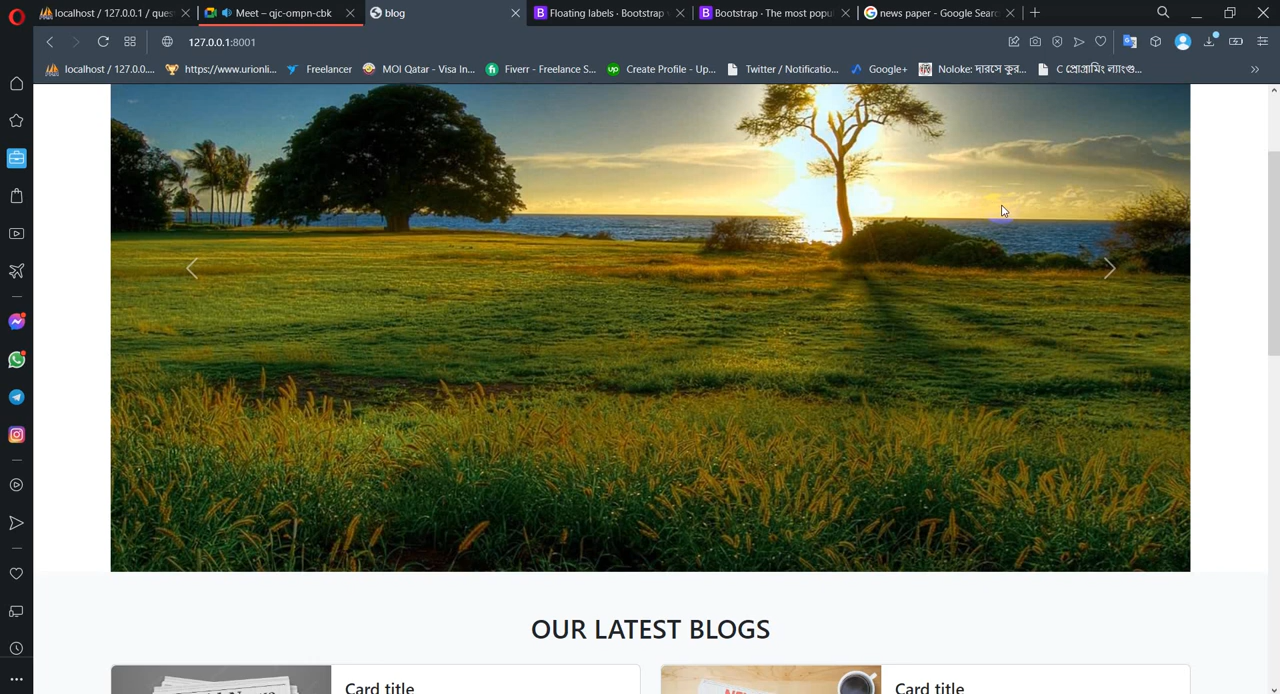 localhost / 127.0.0.1 / ques
Meet – qjc-ompn-cbk
blog
Floating labels · Bootstrap
Bootstrap · The most popu
news paper - Google Searc
127.0.0.1:8001
localhost / 127.0.0....
https://www.urionli...
Freelancer
MOI Qatar - Visa In...
Fiverr - Freelance S...
Create Profile - Up...
Twitter / Notificatio...
Google+
Noloke: দারসে কুর...
C প্রোগ্রামিং ল্যাংগু...
OUR LATEST BLOGS
Card title
Card title